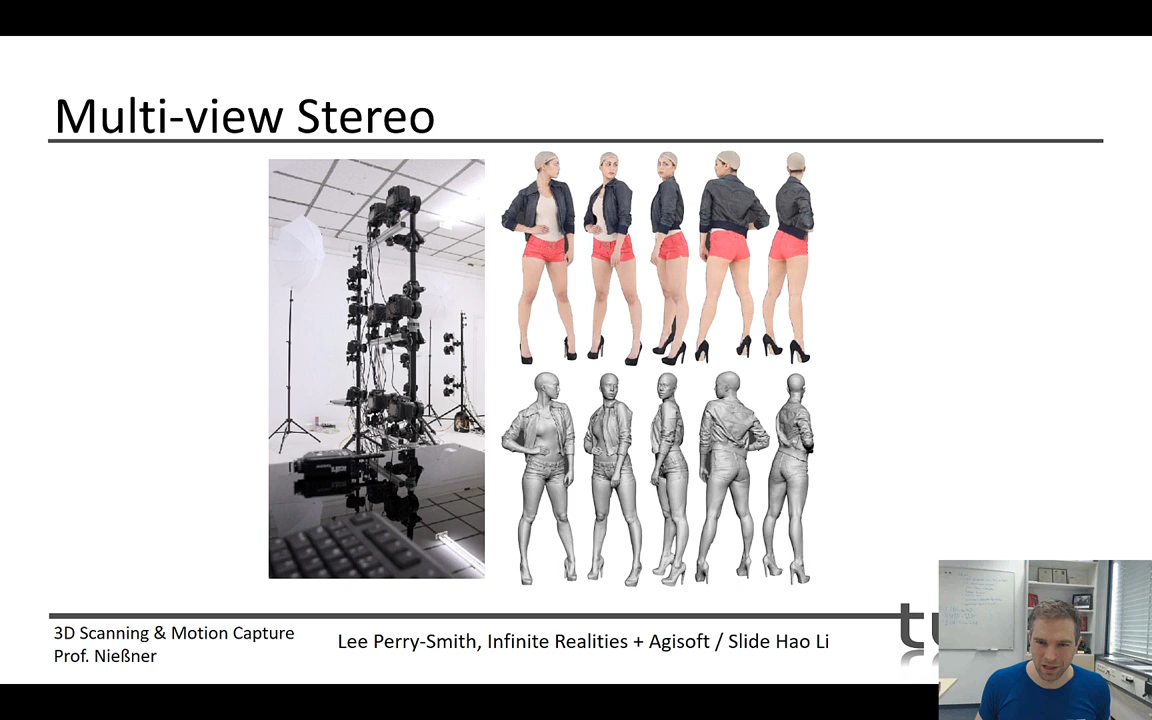 Multi-view Stereo
3D Scanning & Motion Capture
Prof. Nießner
Lee Perry-Smith, Infinite Realities + Agisoft / Slide Hao Li